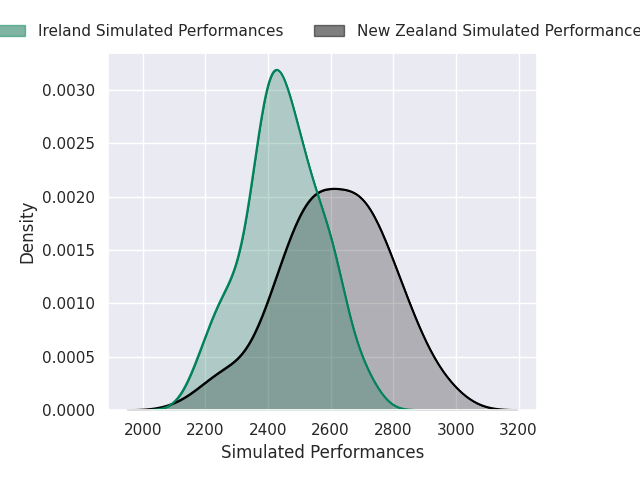 Ireland Simulated Performances New Zealand Simulated Performance
0.0030
0.0025
0.0020
0.0015
0.0010
0.0005
0.0000
Density
2000 2200 2400 2600 2800 3000 3200
Simulated Performances